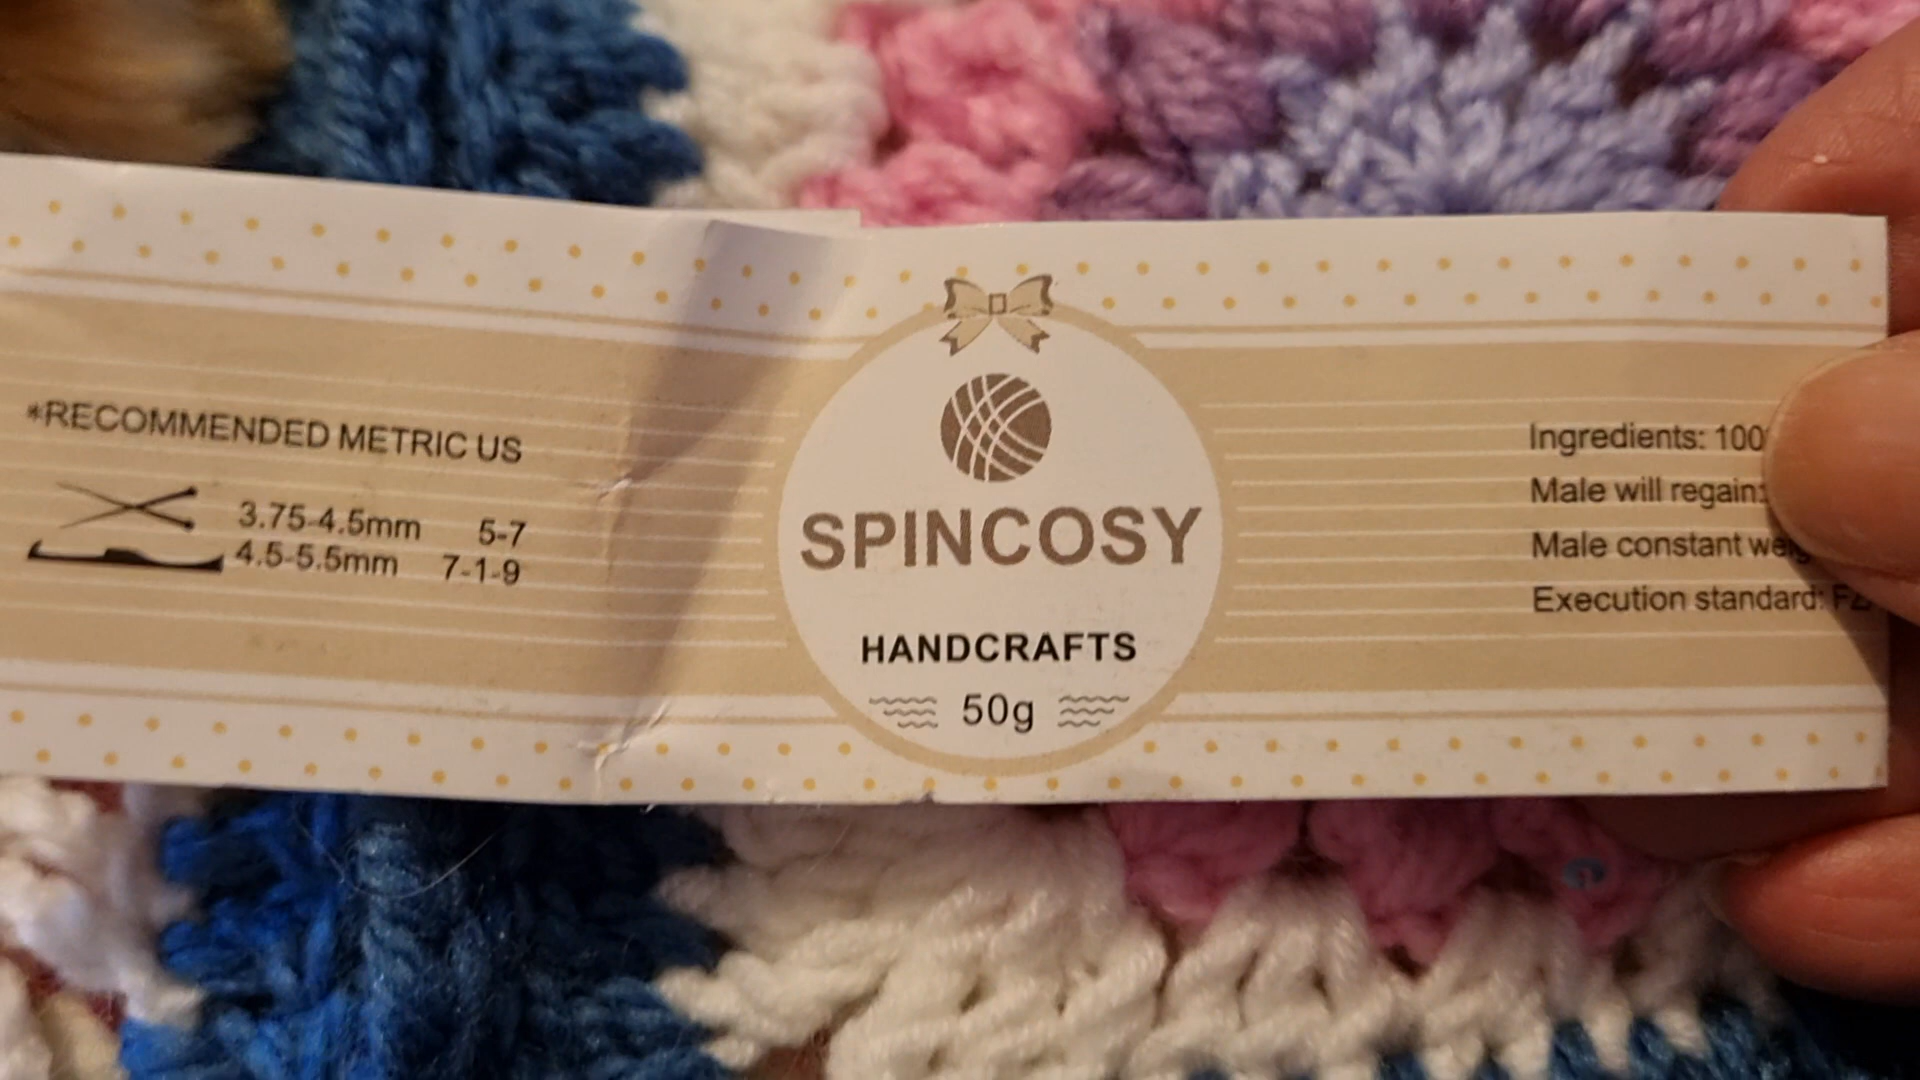 *RECOMMENDED METRIC US
3.75-4.5mm 5-7
4.5-5.5mm 7-1-9
SPINCOSY
HANDCRAFTS
50g
Ingredients: 100
Male will regain:
Male constant
Execution standard: